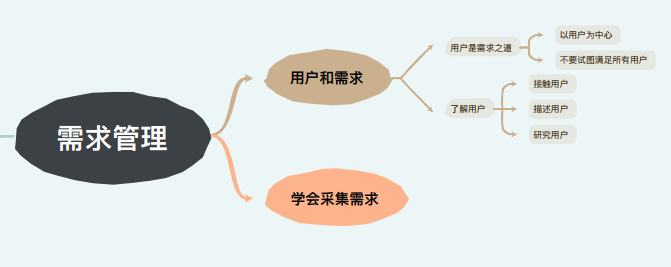 需求管理
用户和需求
用户是需求之道
以用户为中心
不要试图满足所有用户
了解用户
接触用户
描述用户
研究用户
学会采集需求